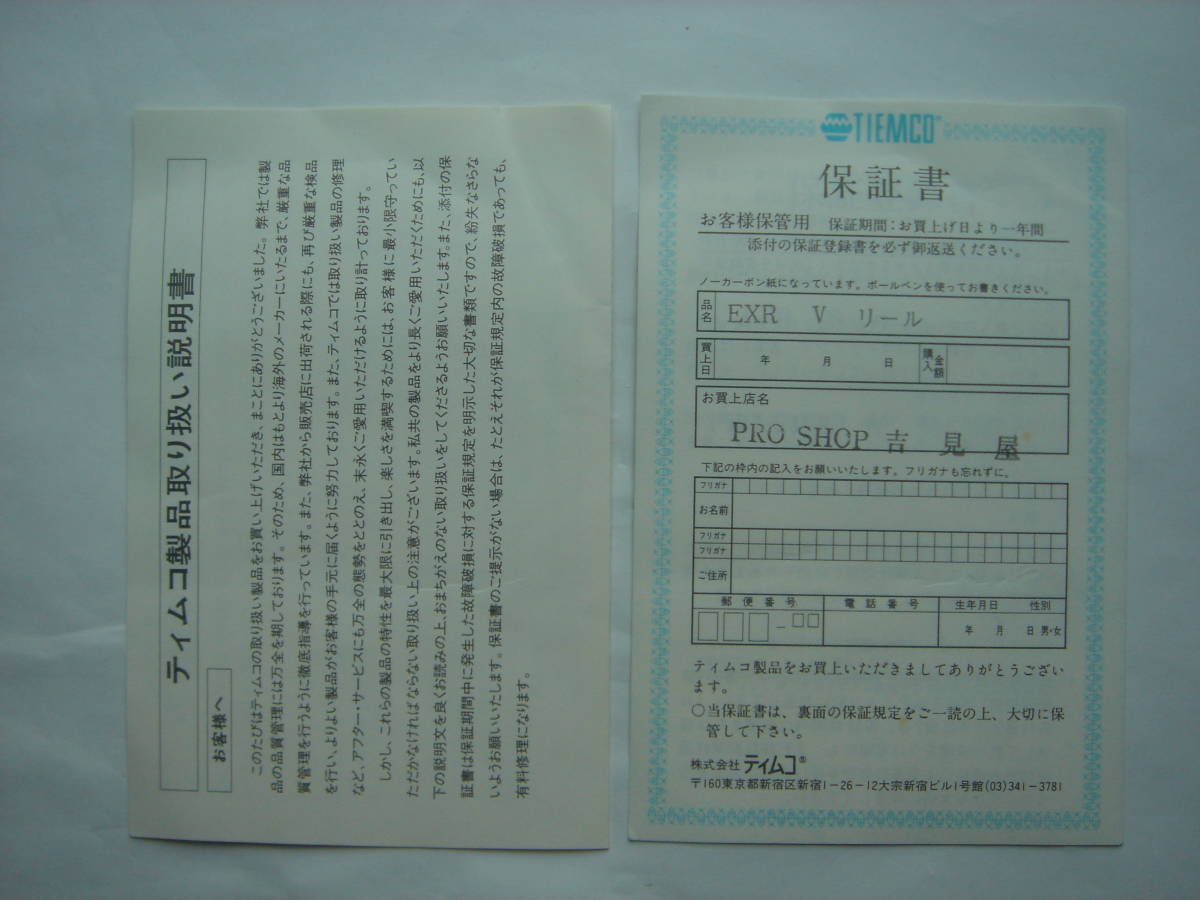 ティムコ製品取り扱い説明書
お客様へ
このたびはティムコの取り扱い製品をお買い上げいただき、まことにありがとうございました。弊社では製
品の品質管理には万全を期しております。そのため、国内はもとより海外のメーカーにいたるまで、厳重な品
質管理を行うように徹底指導を行っています。また、弊社から販売店に出荷される際にも、再び厳重な検品
を行い、よりよい製品がお客様の手元に届くように努力しております。また、ティムコでは取り扱い製品の修理
など、アフター・サービスにも万全の態勢をととのえ、末永くご愛用いただけるように取り計っております。
しかし、これらの製品の特性を最大限に引き出し、楽しさを満喫するためには、お客様に最小限守ってい
ただかなければならない取り扱い上の注意がございます。私共の製品をより長くご愛用いただくためにも、以
下の説明文を良くお読みの上、おまちがえのない取り扱いをしてくださるようお願いいたします。また、添付の保
証書は保証期間中に発生した故障破損に対する保証規定を明示した大切な書類ですので、紛失なさらな
いようお願いいたします。保証書のご提示がない場合は、たとえそれが保証規定内の故障破損であっても、
有料修理になります。
TIEMCO
保証書
お客様保管用 保証期間：お買上げ日より一年間
添付の保証登録書を必ず御返送ください。
ノーカーボン紙になっています。ボールペンを使ってお書きください。
品名 EXR V リール
買上日 年 月 日 購入金額
お買上店名
PRO SHOP 吉見屋
下記の枠内の記入をお願いいたします。フリガナも忘れずに。
フリガナ
お名前
フリガナ
フリガナ
ご住所
郵便番号 電話番号 生年月日 性別
－ 年 月 日 男・女
ティムコ製品をお買上いただきましてありがとうござい
ます。
○当保証書は、裏面の保証規定をご一読の上、大切に保
管して下さい。
株式会社 ティムコ®
〒160東京都新宿区新宿1-26-12大宗新宿ビル1号館(03)341-3781